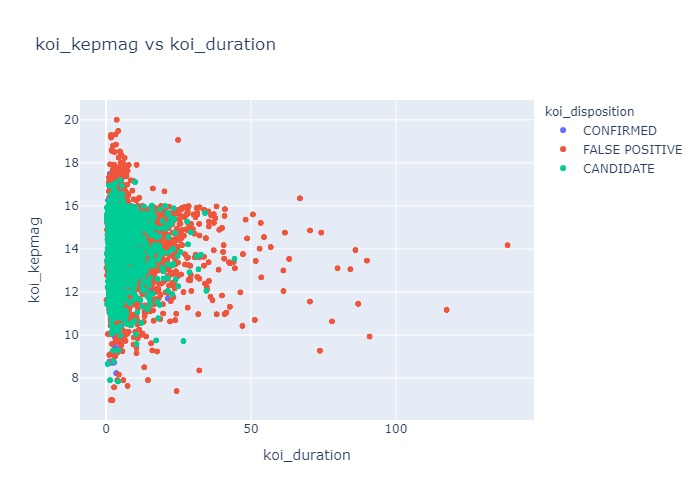 koi_kepmag vs koi_duration
koi_disposition
CONFIRMED
FALSE POSITIVE
CANDIDATE
20
18
16
14
12
10
8
koi_kepmag
0
50
100
koi_duration